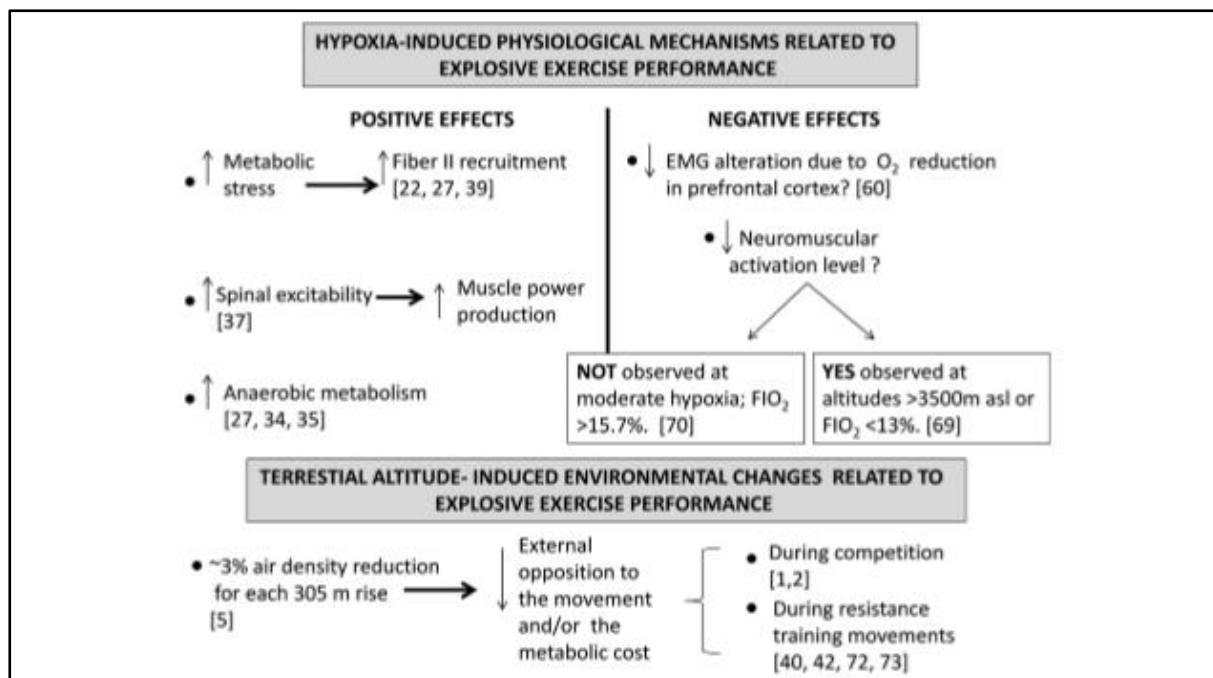 HYPOXIA-INDUCED PHYSIOLOGICAL MECHANISMS RELATED TO
EXPLOSIVE EXERCISE PERFORMANCE
POSITIVE EFFECTS
● ↑ Metabolic
stress
↑ Fiber II recruitment
[22, 27, 39]
● ↑ Spinal excitability
[37]
↑ Muscle power
production
● ↑ Anaerobic metabolism
[27, 34, 35]
NEGATIVE EFFECTS
● ↓ EMG alteration due to O₂ reduction
in prefrontal cortex? [60]
● ↓ Neuromuscular
activation level ?
NOT observed at
moderate hypoxia; FIO₂
>15.7%. [70]
YES observed at
altitudes >3500m asl or
FIO₂ <13%. [69]
TERRESTIAL ALTITUDE- INDUCED ENVIRONMENTAL CHANGES RELATED TO
EXPLOSIVE EXERCISE PERFORMANCE
● ~3% air density reduction
for each 305 m rise
[5]
↓ External
opposition to
the movement
and/or the
metabolic cost
● During competition
[1,2]
● During resistance
training movements
[40, 42, 72, 73]